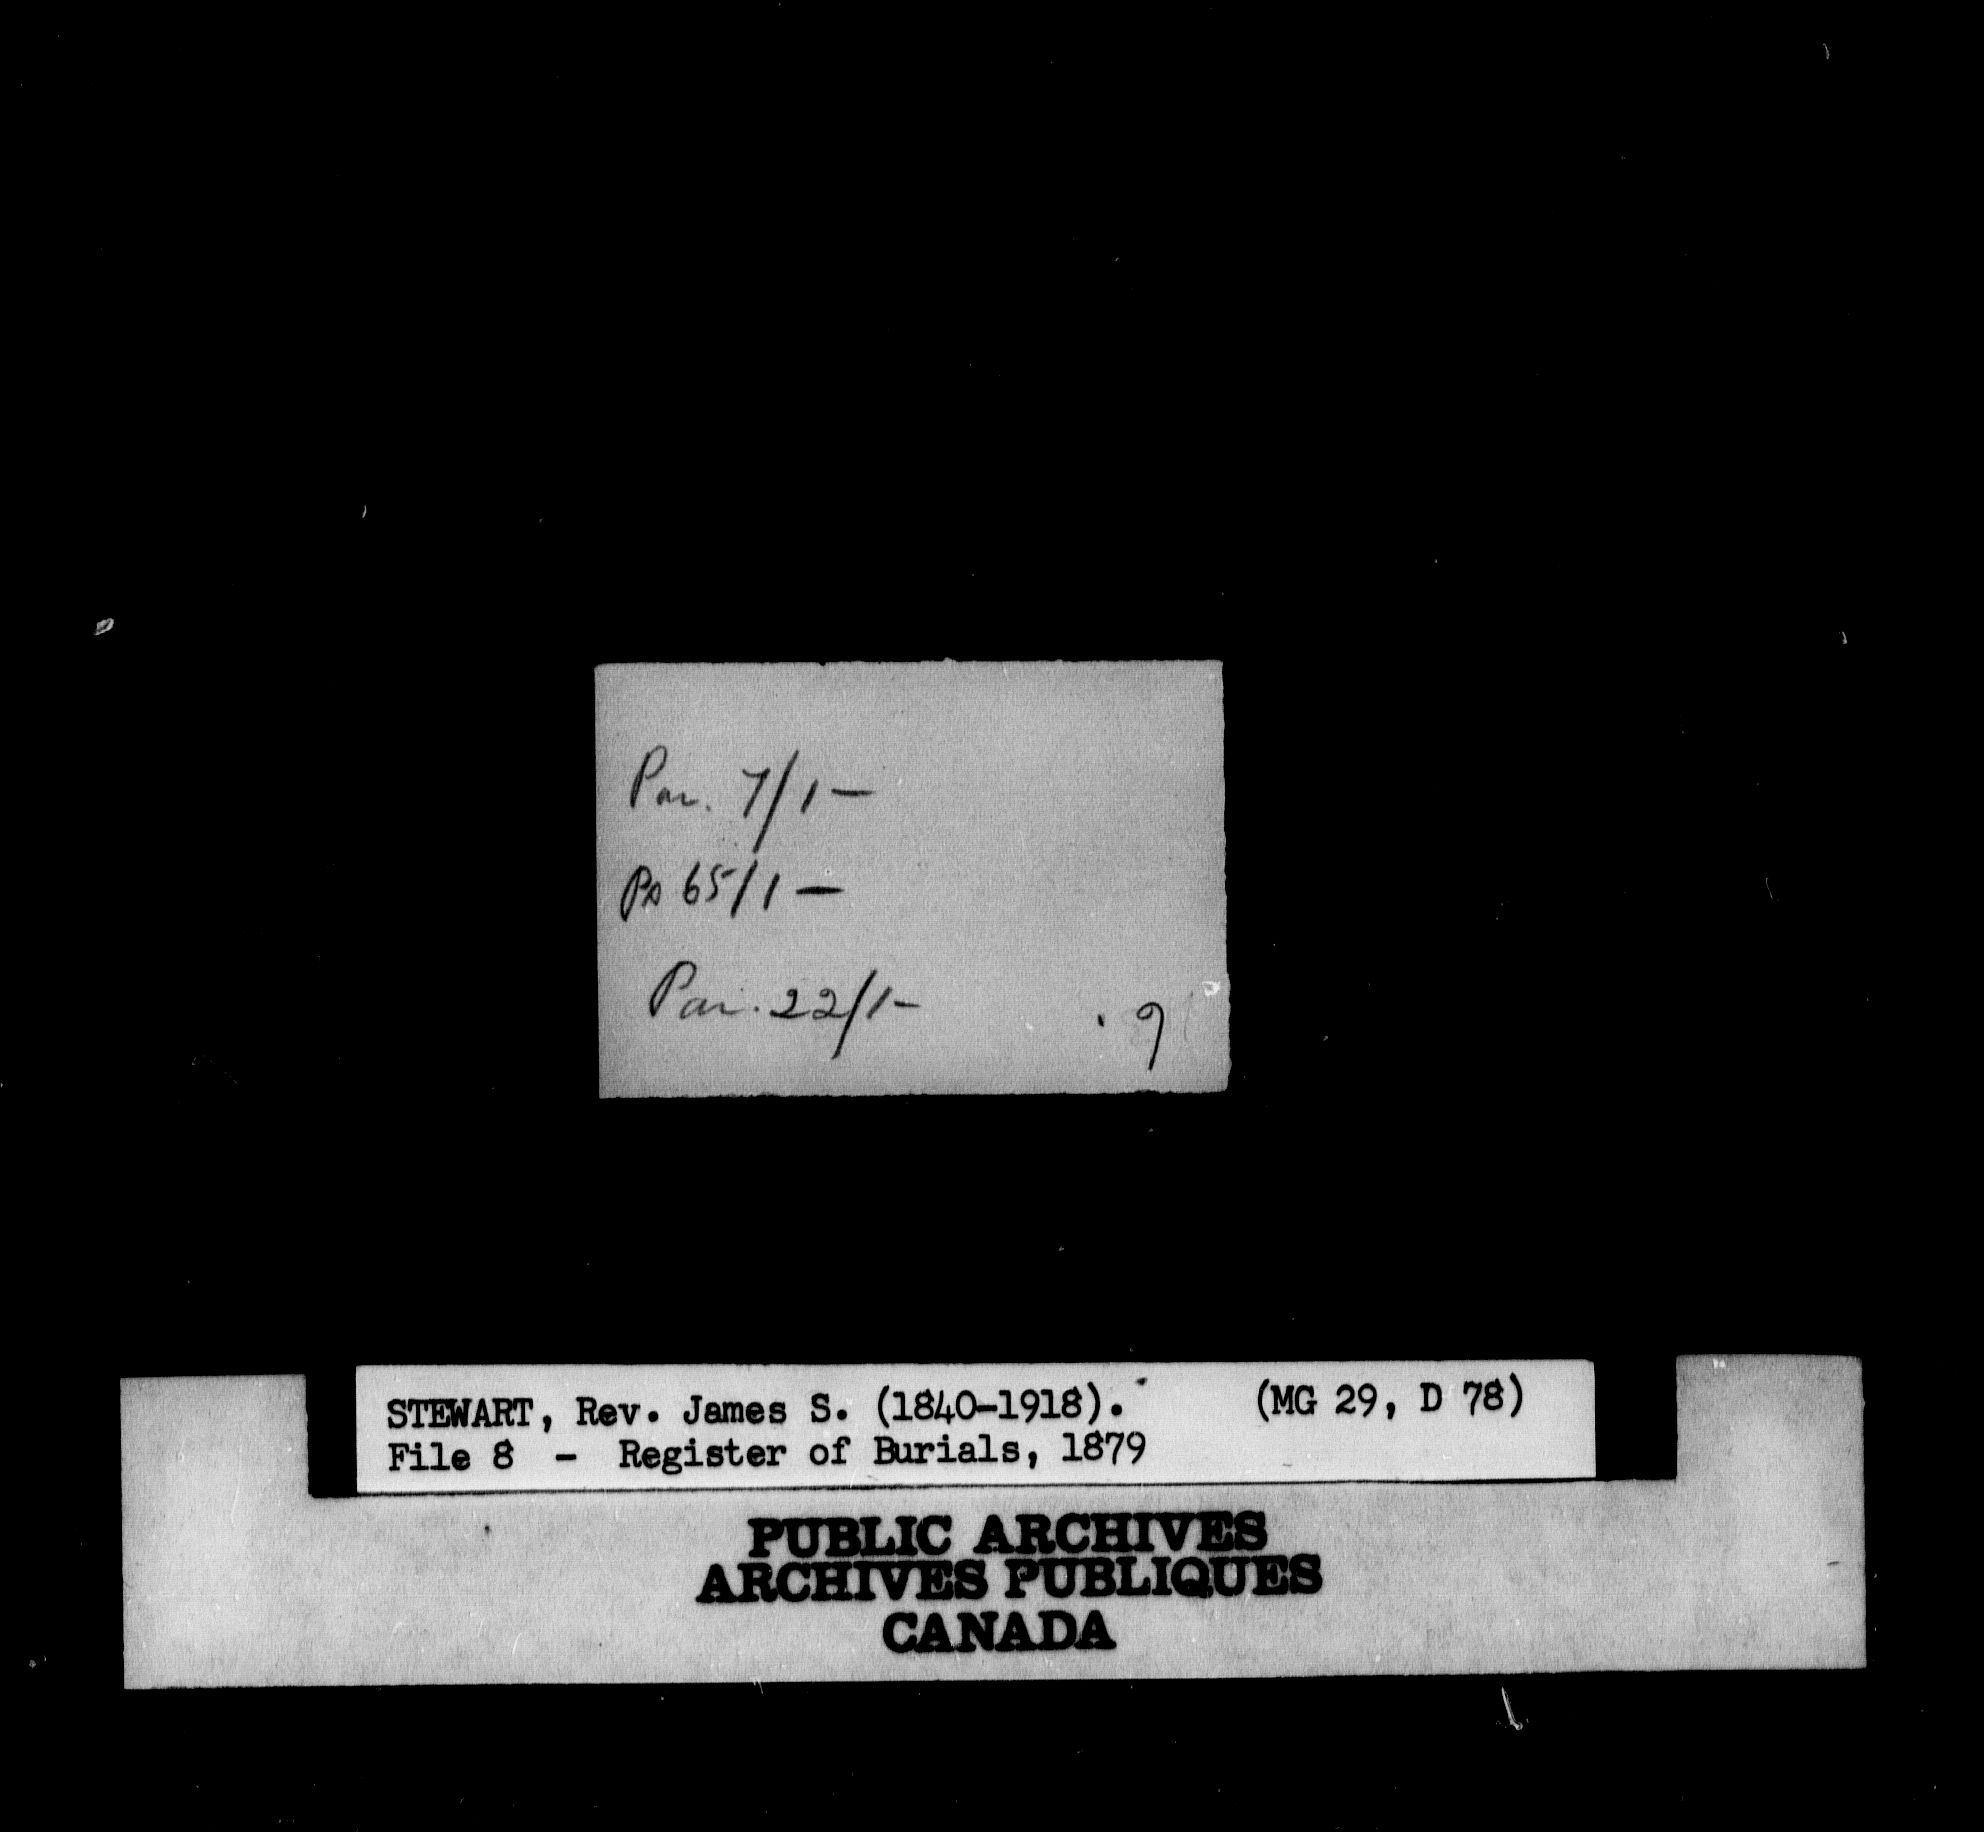 Par. 7/1 —
Ps 65/1 —
Par. 22/1 –
. 9
STEWART, Rev. James S. (1840-1918). (MG 29, D 78)
File 8 - Register of Burials, 1879
PUBLIC ARCHIVES
ARCHIVES PUBLIQUES
CANADA